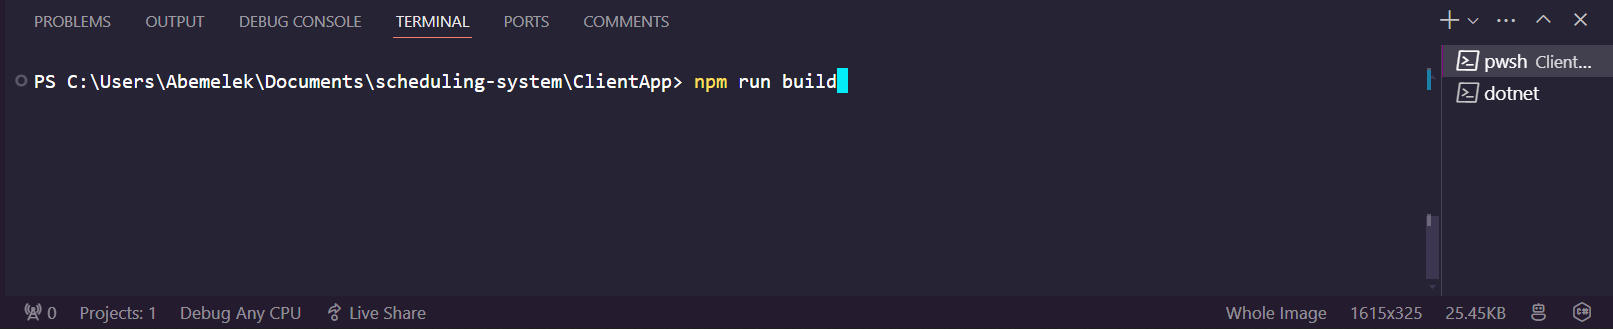 PROBLEMS OUTPUT DEBUG CONSOLE TERMINAL PORTS COMMENTS
PS C:\Users\Abemelek\Documents\scheduling-system\ClientApp> npm run build
pwsh Client...
dotnet
0 Projects: 1 Debug Any CPU Live Share Whole Image 1615x325 25.45KB C#